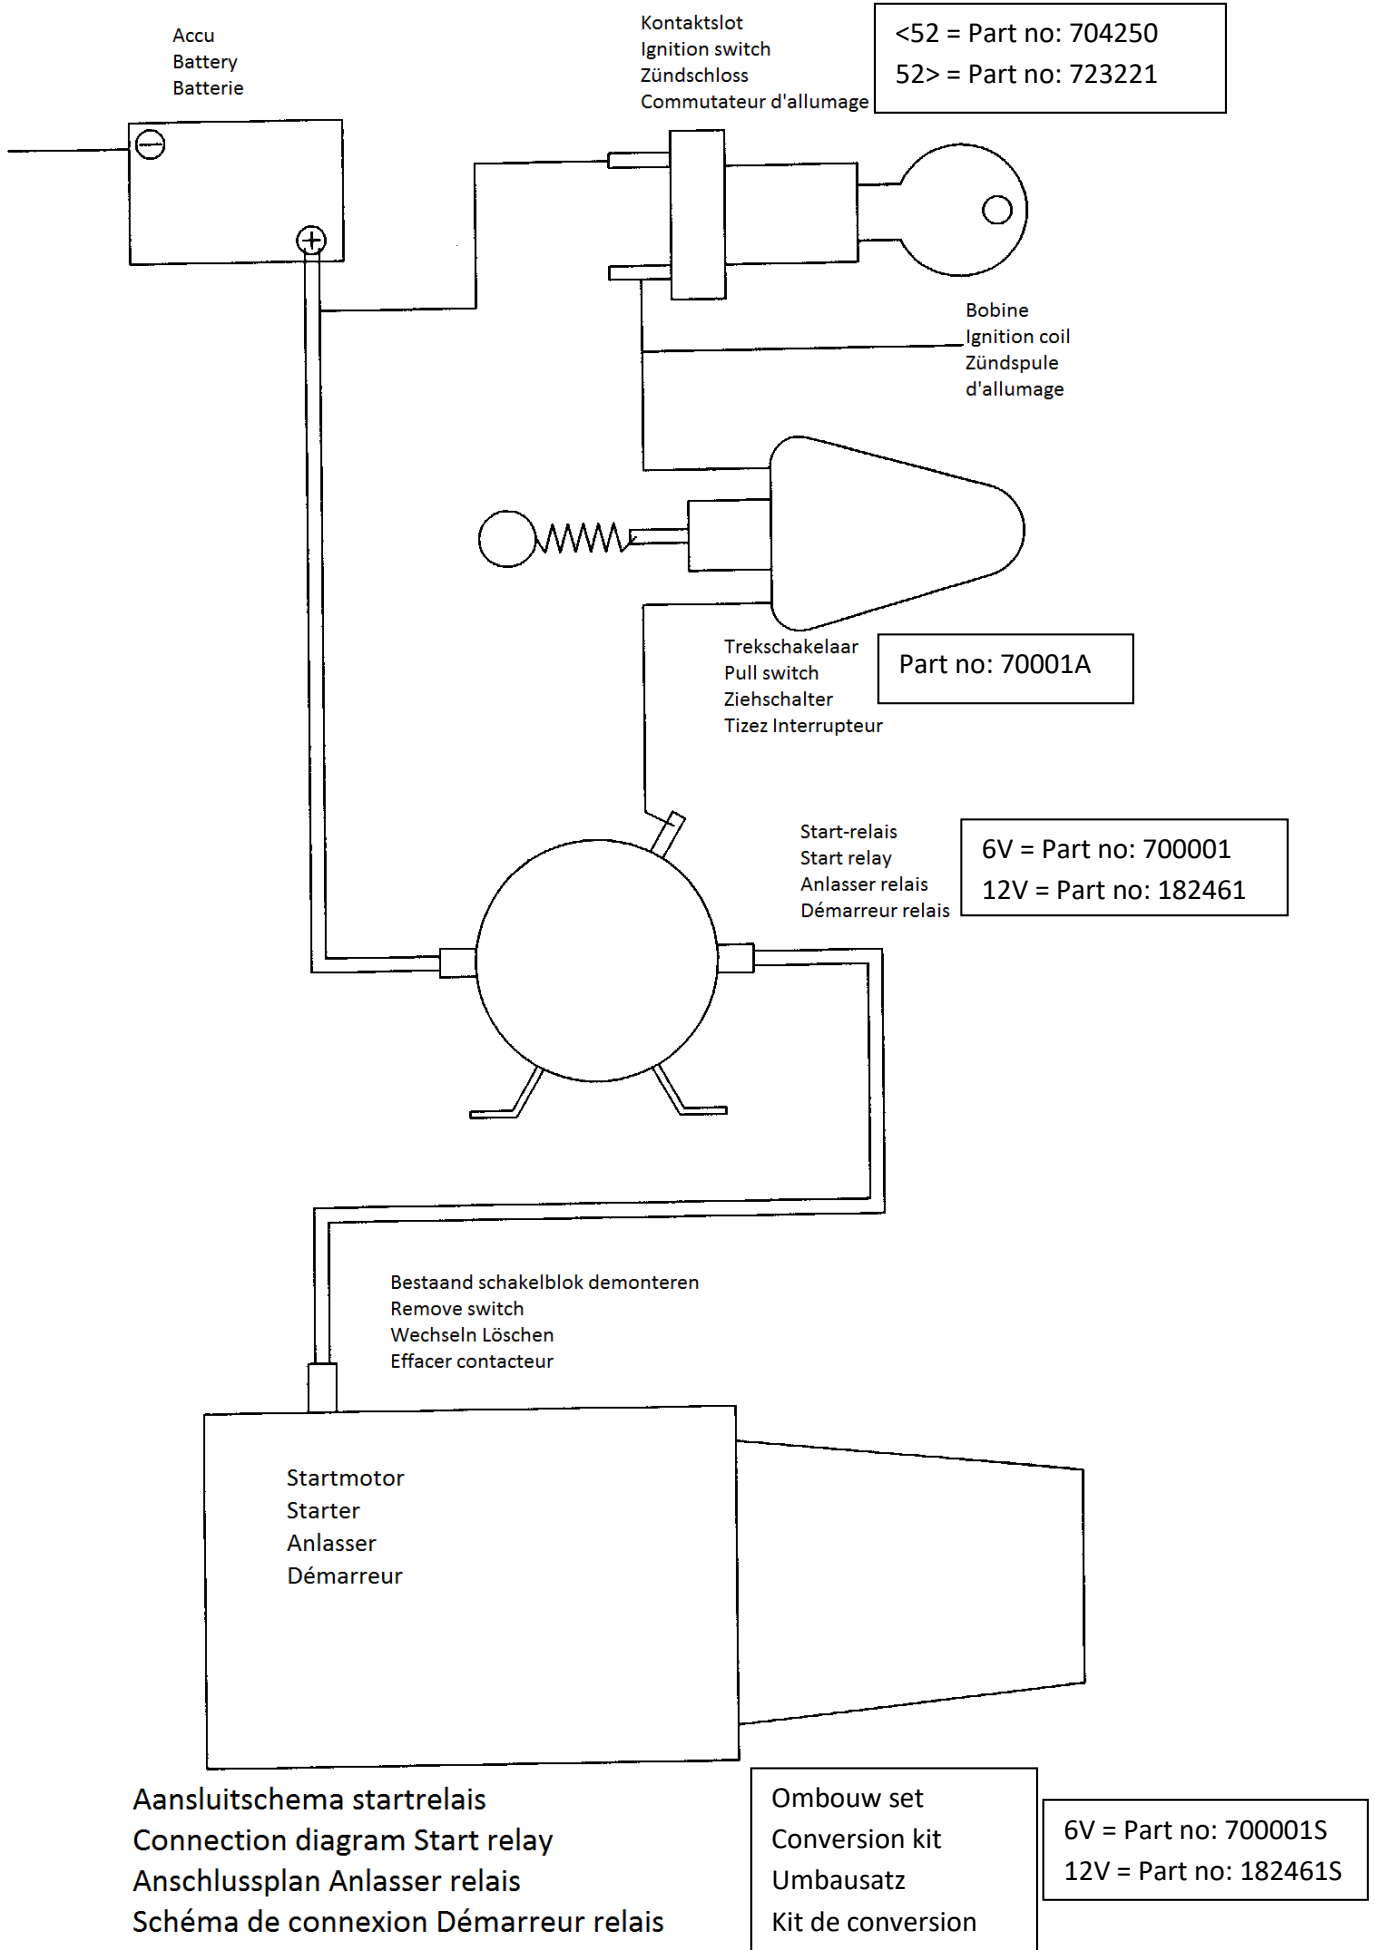 Accu
Battery
Batterie
Kontaktslot
Ignition switch
Zündschloss
Commutateur d'allumage
<52 = Part no: 704250
52> = Part no: 723221
Bobine
Ignition coil
Zündspule
d'allumage
Trekschakelaar
Pull switch
Ziehschalter
Tizez Interrupteur
Part no: 70001A
Start-relais
Start relay
Anlasser relais
Démarreur relais
6V = Part no: 700001
12V = Part no: 182461
Bestaand schakelblok demonteren
Remove switch
Wechseln Löschen
Effacer contacteur
Startmotor
Starter
Anlasser
Démarreur
Aansluitschema startrelais
Connection diagram Start relay
Anschlussplan Anlasser relais
Schéma de connexion Démarreur relais
Ombouw set
Conversion kit
Umbausatz
Kit de conversion
6V = Part no: 700001S
12V = Part no: 182461S